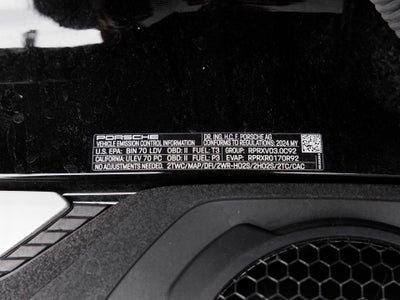 PORSCHE DR. ING. H.C. F. PORSCHE AG
VEHICLE EMISSION CONTROL INFORMATION CONFORMS TO REGULATIONS: 2024 MY
U.S. EPA: BIN 70 LDV OBD: II FUEL: T3 GROUP: RPRXV03.0C92
CALIFORNIA: ULEV 70 PC OBD: II FUEL: P3 EVAP: RPRXR0170R92
NO ADJUSTMENTS NEEDED. 2TWC/MAP/DFI/2WR-HO2S/2HO2S/2TC/CAC